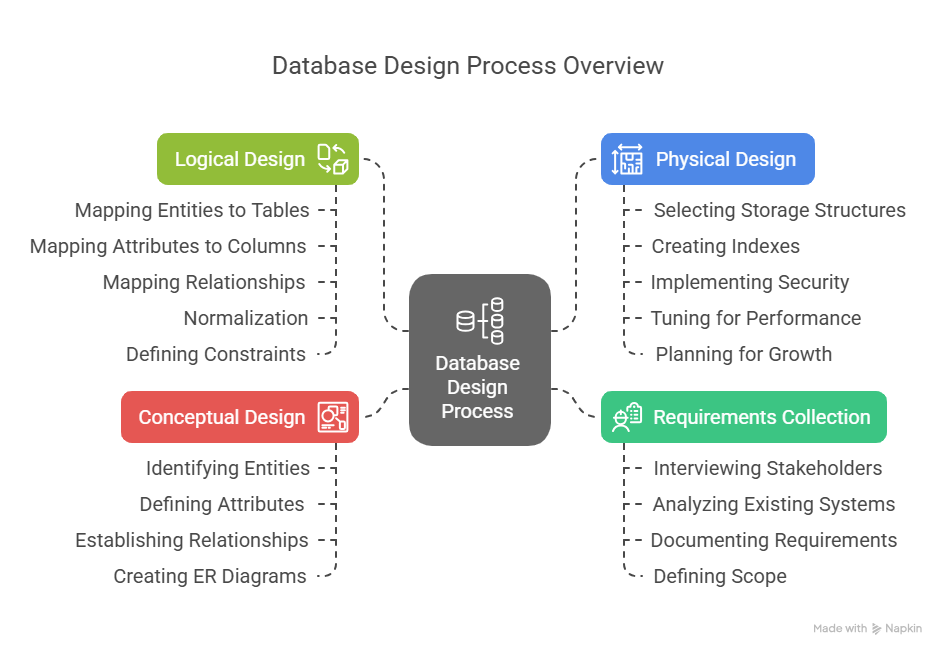 Database Design Process Overview
Logical Design
Mapping Entities to Tables
Mapping Attributes to Columns
Mapping Relationships
Normalization
Defining Constraints
Physical Design
Selecting Storage Structures
Creating Indexes
Implementing Security
Tuning for Performance
Planning for Growth
Database
Design
Process
Conceptual Design
Identifying Entities
Defining Attributes
Establishing Relationships
Creating ER Diagrams
Requirements Collection
Interviewing Stakeholders
Analyzing Existing Systems
Documenting Requirements
Defining Scope
Made with Napkin